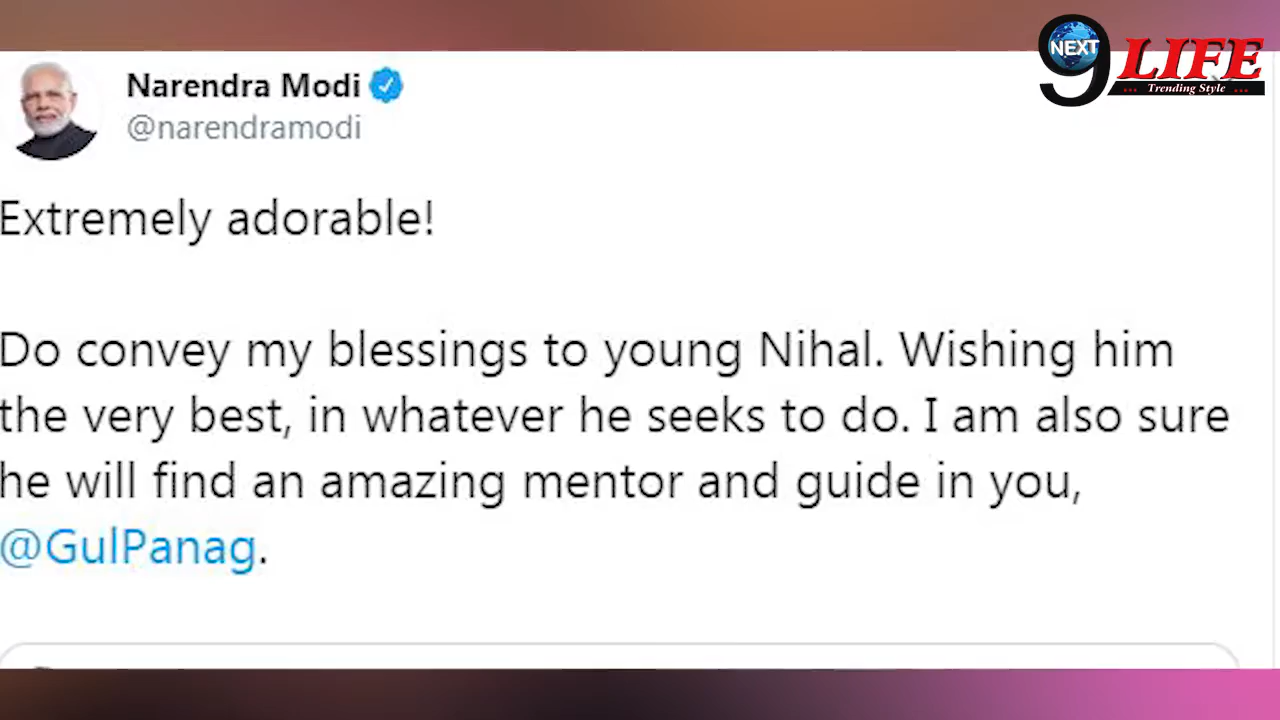 NEXT
9 LIFE
... Trending Style ...
Narendra Modi
@narendramodi
Extremely adorable!
Do convey my blessings to young Nihal. Wishing him
the very best, in whatever he seeks to do. I am also sure
he will find an amazing mentor and guide in you,
@GulPanag.